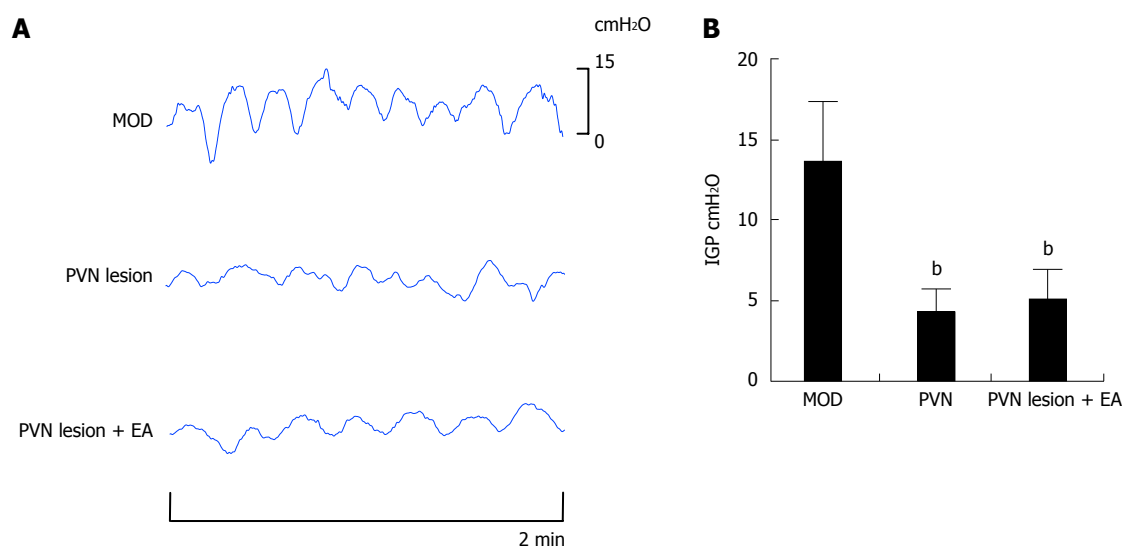 A
cmH₂O
15
0
MOD
PVN lesion
PVN lesion + EA
2 min
B
IGP cmH₂O
20
15
10
5
0
b
b
MOD
PVN
PVN lesion + EA